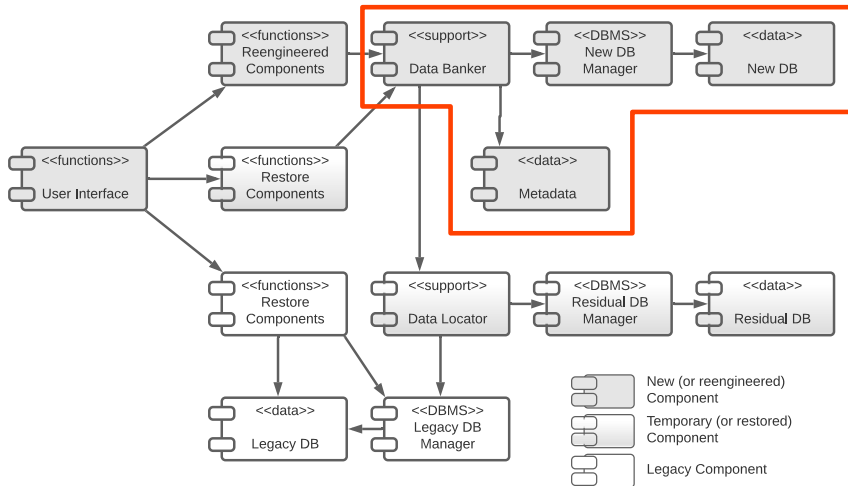 <<functions>>
Reengineered
Components
<<support>>
Data Banker
<<DBMS>>
New DB
Manager
<<data>>
New DB
<<functions>>
User Interface
<<functions>>
Restore
Components
<<data>>
Metadata
<<functions>>
Restore
Components
<<support>>
Data Locator
<<DBMS>>
Residual DB
Manager
<<data>>
Residual DB
<<data>>
Legacy DB
<<DBMS>>
Legacy DB
Manager
New (or reengineered)
Component
Temporary (or restored)
Component
Legacy Component